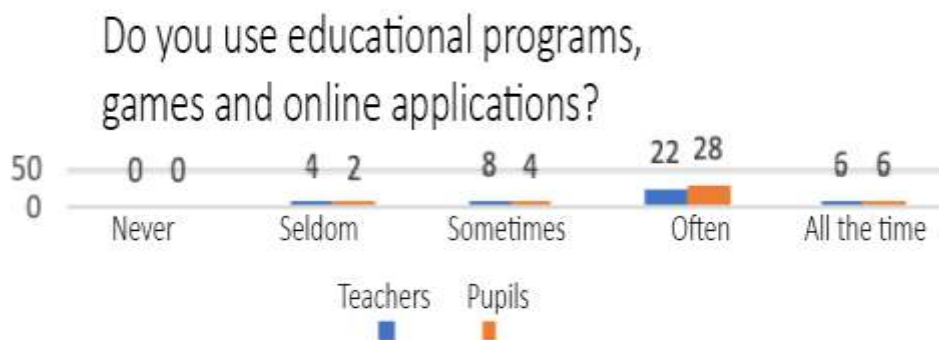 Do you use educational programs,
games and online applications?
50
0
0 0
4 2
8 4
22 28
6 6
Never Seldom Sometimes Often All the time
Teachers Pupils